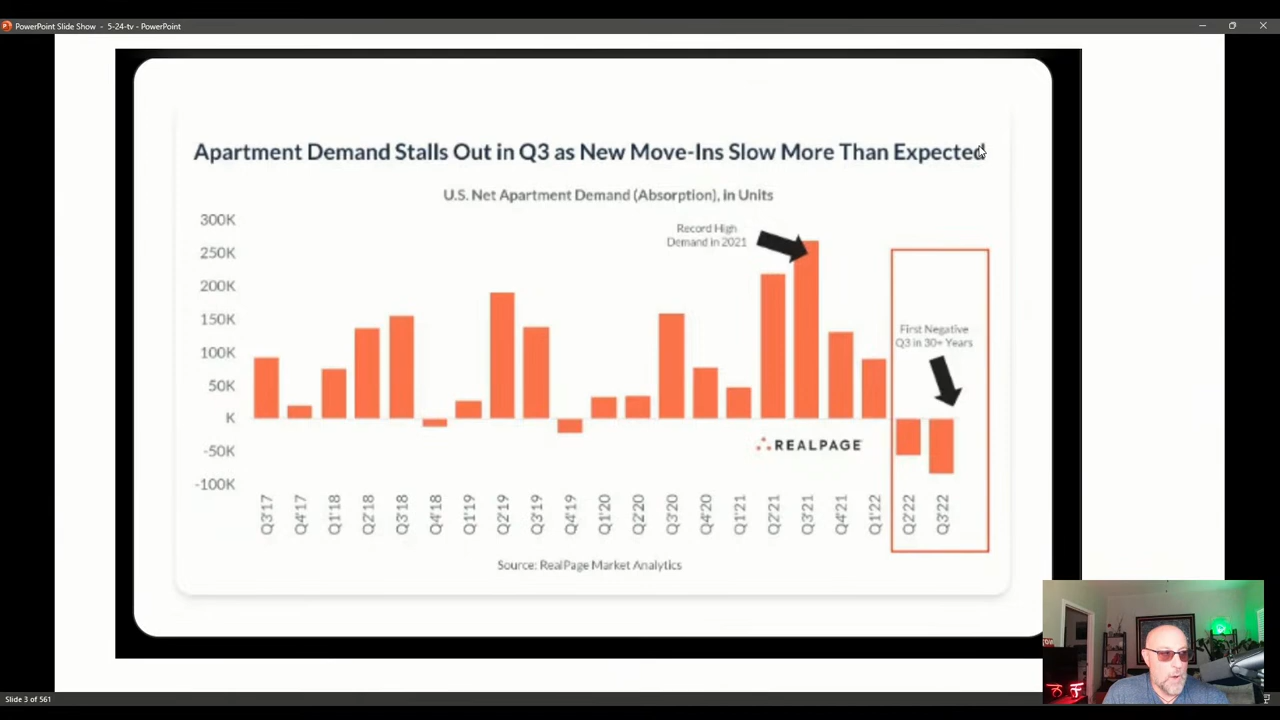 PowerPoint Slide Show - 5-24-tv - PowerPoint
Apartment Demand Stalls Out in Q3 as New Move-Ins Slow More Than Expected
U.S. Net Apartment Demand (Absorption), in Units
300K
250K
200K
150K
100K
50K
K
-50K
-100K
Record High
Demand in 2021
First Negative
Q3 in 30+ Years
REALPAGE
Q3'17
Q4'17
Q1'18
Q2'18
Q3'18
Q4'18
Q1'19
Q2'19
Q3'19
Q4'19
Q1'20
Q2'20
Q3'20
Q4'20
Q1'21
Q2'21
Q3'21
Q4'21
Q1'22
Q2'22
Q3'22
Source: RealPage Market Analytics
Slide 3 of 561